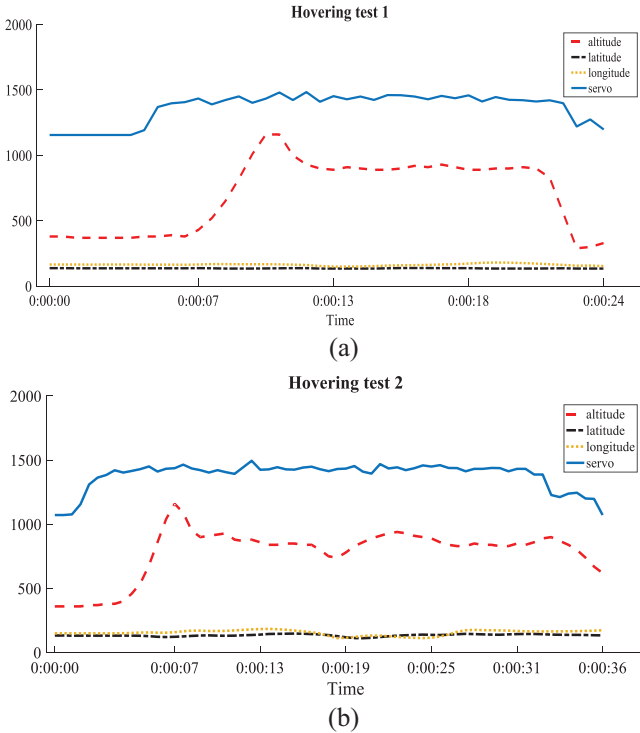 Hovering test 1
2000
1500
1000
500
0
altitude
latitude
longitude
servo
0:00:00 0:00:07 0:00:13 0:00:18 0:00:24
Time
(a)
Hovering test 2
2000
1500
1000
500
0
altitude
latitude
longitude
servo
0:00:00 0:00:07 0:00:13 0:00:19 0:00:25 0:00:31 0:00:36
Time
(b)